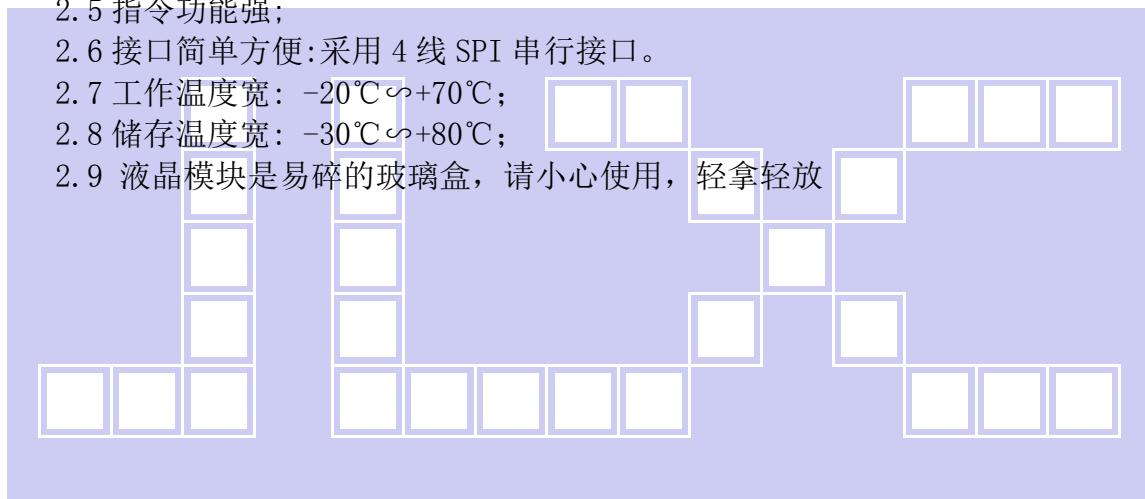 2.5 指令功能强;
2.6 接口简单方便:采用 4 线 SPI 串行接口。
2.7 工作温度宽: -20℃∽+70℃;
2.8 储存温度宽: -30℃∽+80℃;
2.9 液晶模块是易碎的玻璃盒，请小心使用，轻拿轻放
JLX